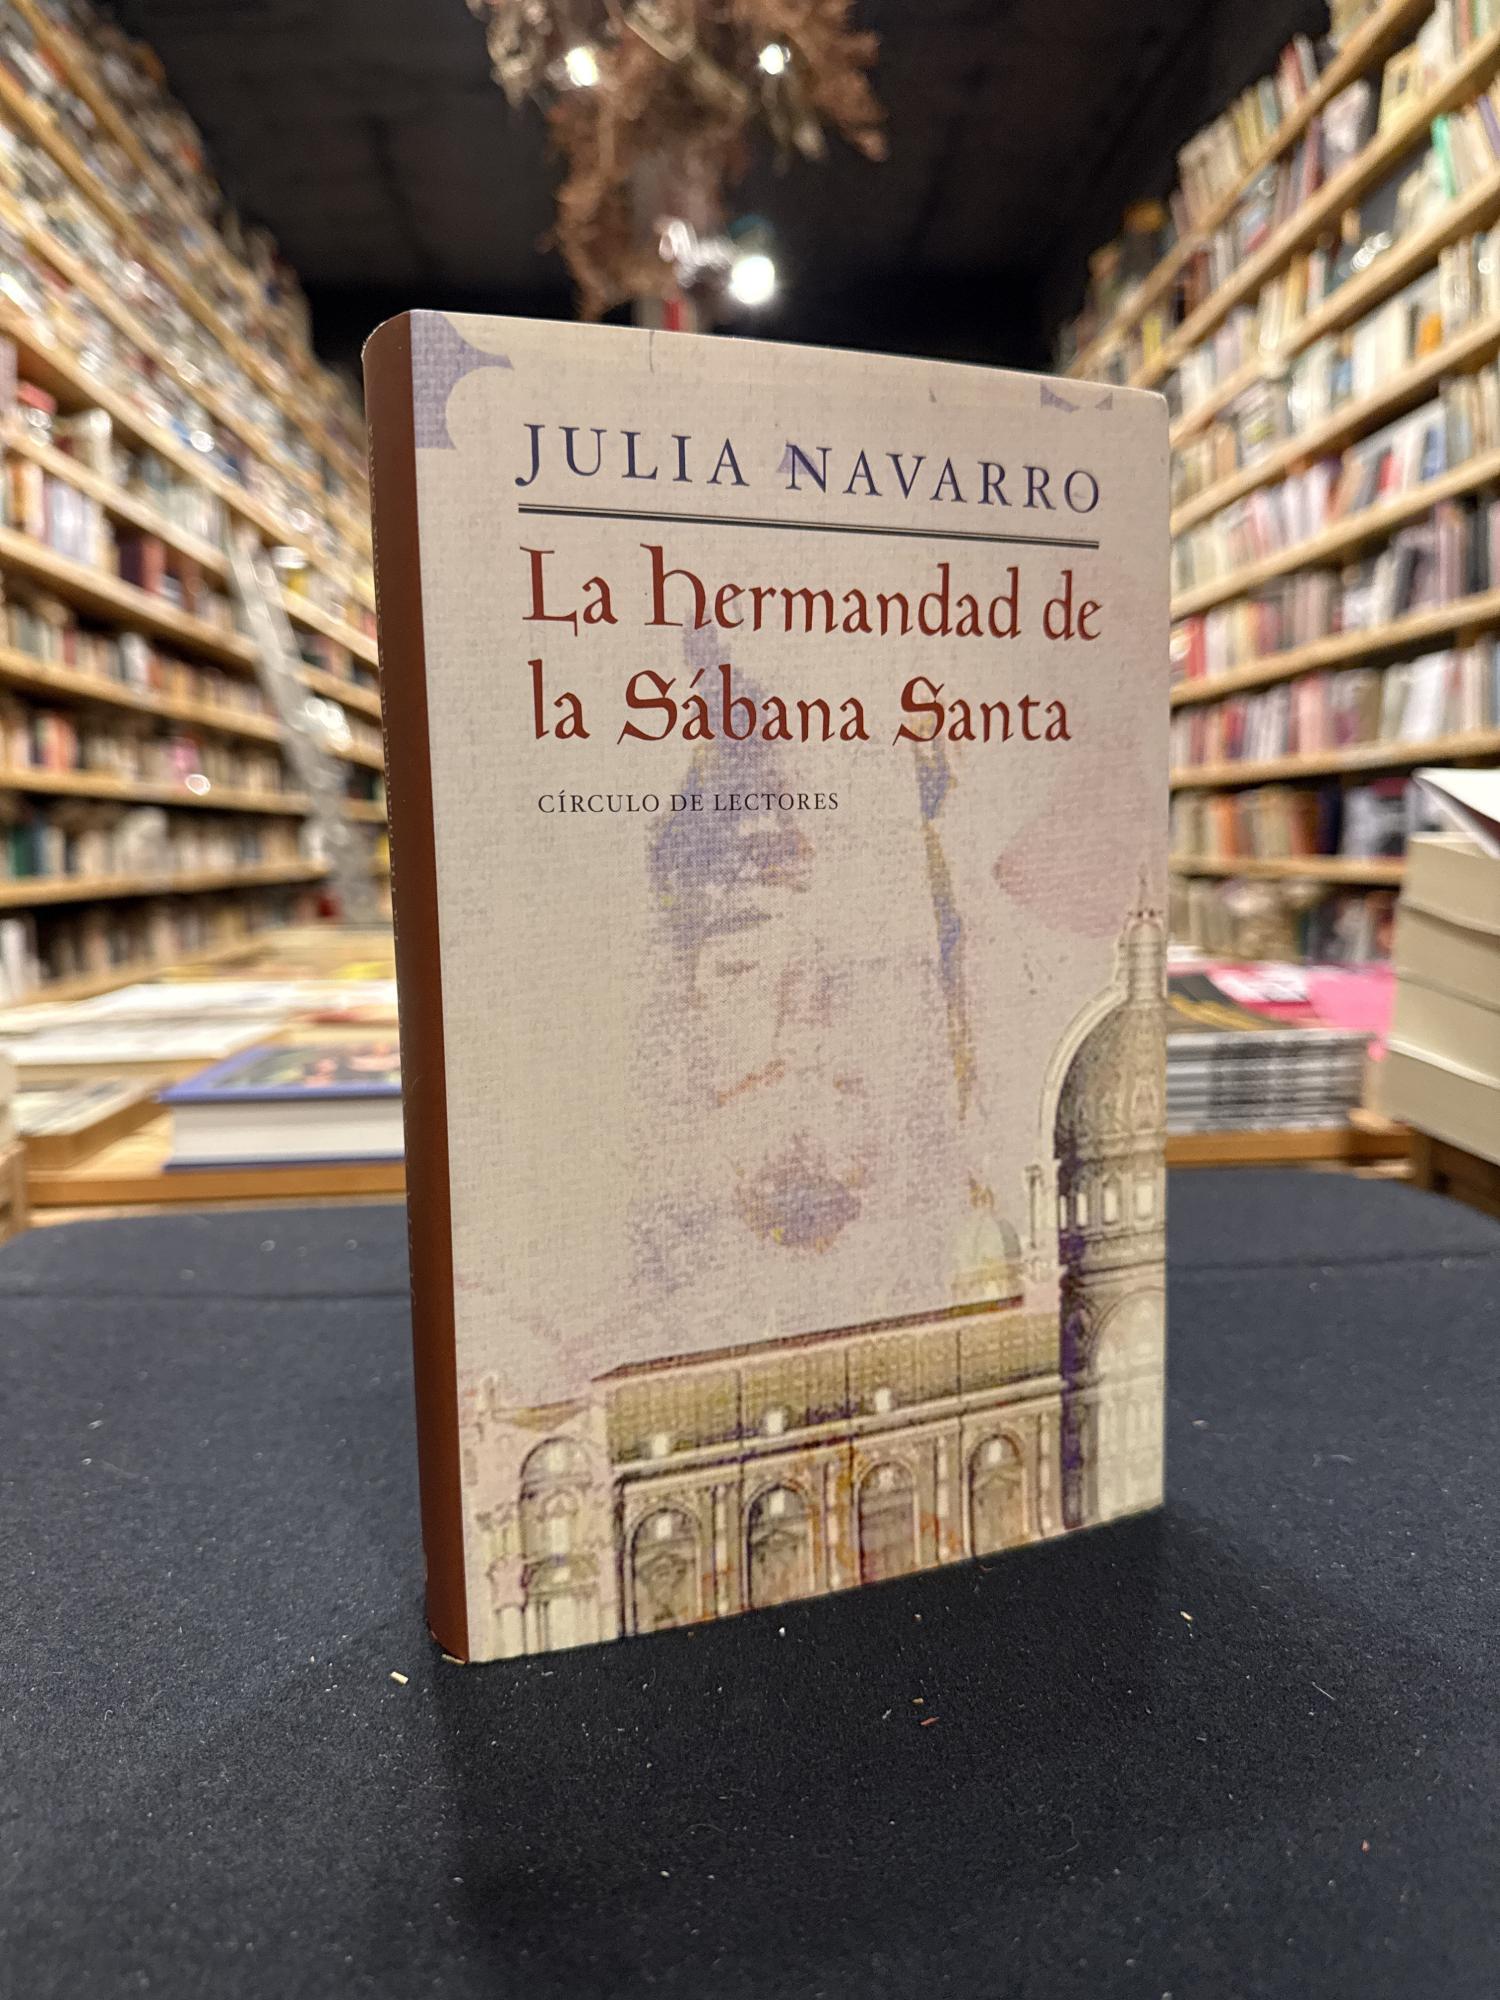 JULIA NAVARRO
La hermandad de
la Sábana Santa
CÍRCULO DE LECTORES